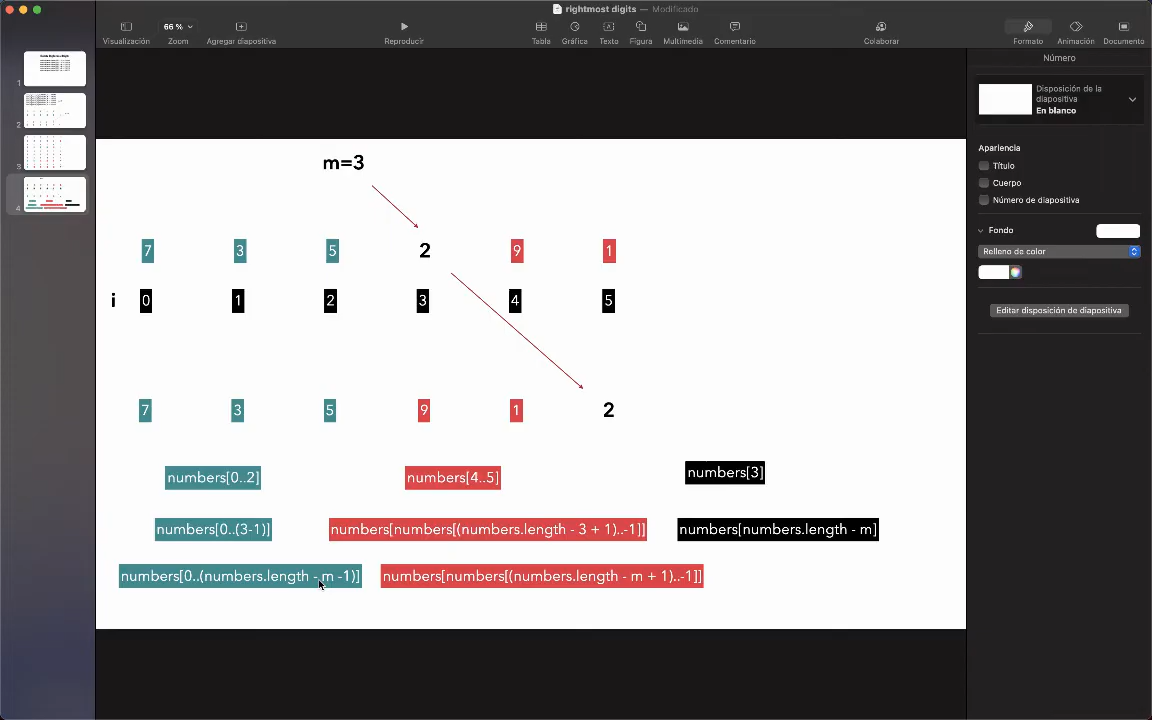 rightmost digits — Modificado
66 %
Visualización Zoom Agregar diapositiva Reproducir Tabla Gráfica Texto Figura Multimedia Comentario Colaborar Formato Animación Documento
Número
Disposición de la
diapositiva
En blanco
Apariencia
Título
Cuerpo
Número de diapositiva
Fondo
Relleno de color
Editar disposición de diapositiva
1
2
3
4
m=3
7 3 5 2 9 1
i 0 1 2 3 4 5
7 3 5 9 1 2
numbers[0..2] numbers[4..5] numbers[3]
numbers[0..(3-1)] numbers[numbers[(numbers.length - 3 + 1)..-1]] numbers[numbers.length - m]
numbers[0..(numbers.length - m -1)] numbers[numbers[(numbers.length - m + 1)..-1]]